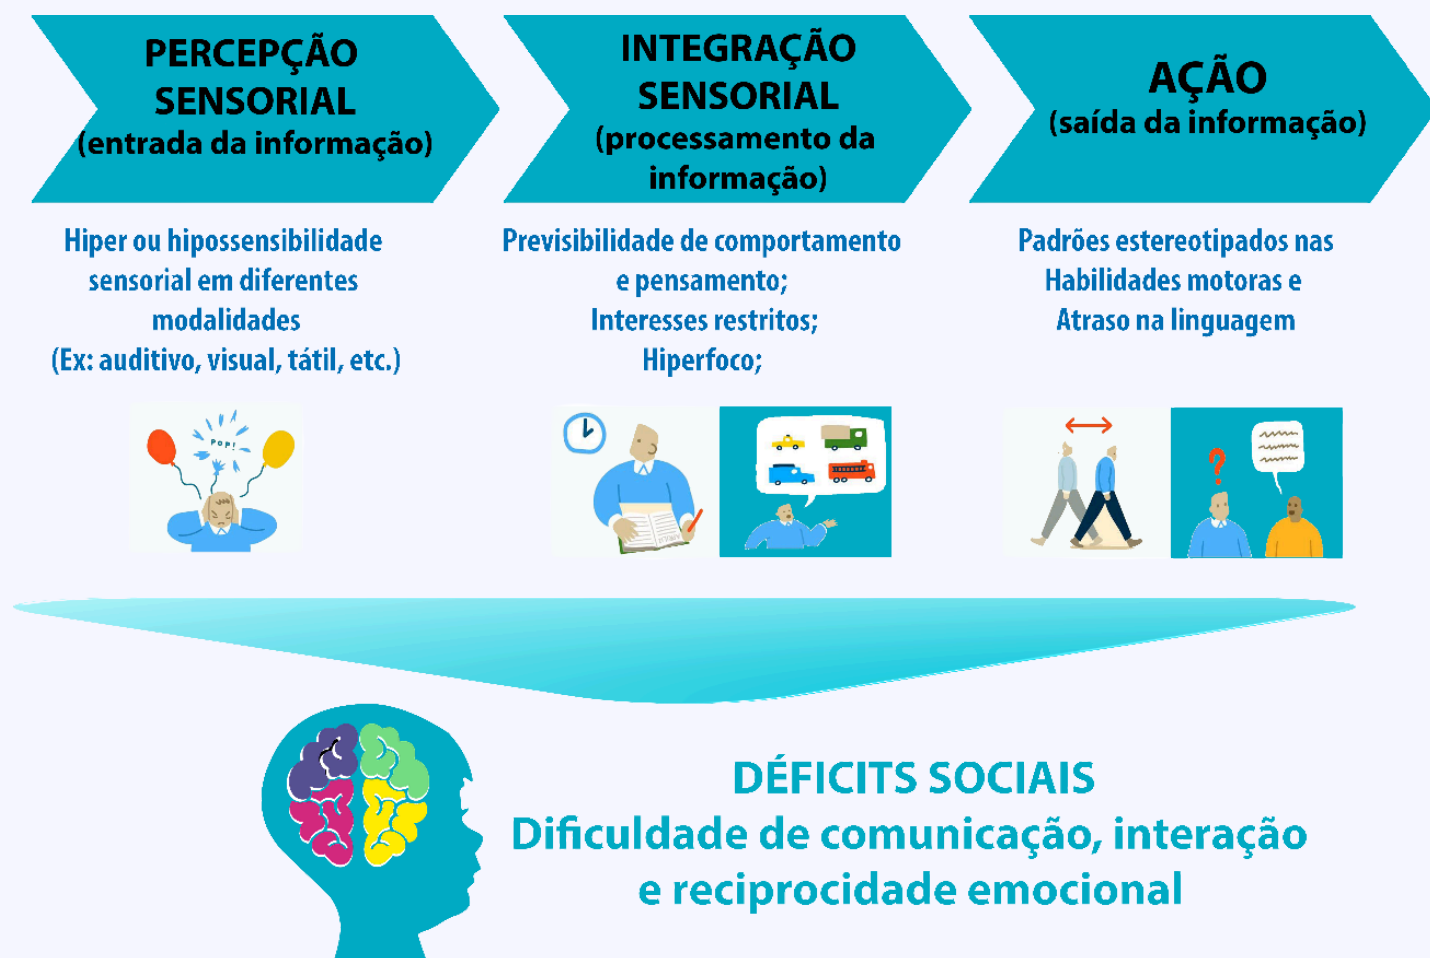 PERCEPÇÃO
SENSORIAL
(entrada da informação)
INTEGRAÇÃO
SENSORIAL
(processamento da
informação)
AÇÃO
(saída da informação)
Hiper ou hipossensibilidade
sensorial em diferentes
modalidades
(Ex: auditivo, visual, tátil, etc.)
Previsibilidade de comportamento
e pensamento;
Interesses restritos;
Hiperfoco;
Padrões estereotipados nas
Habilidades motoras e
Atraso na linguagem
POP!
?
DÉFICITS SOCIAIS
Dificuldade de comunicação, interação
e reciprocidade emocional